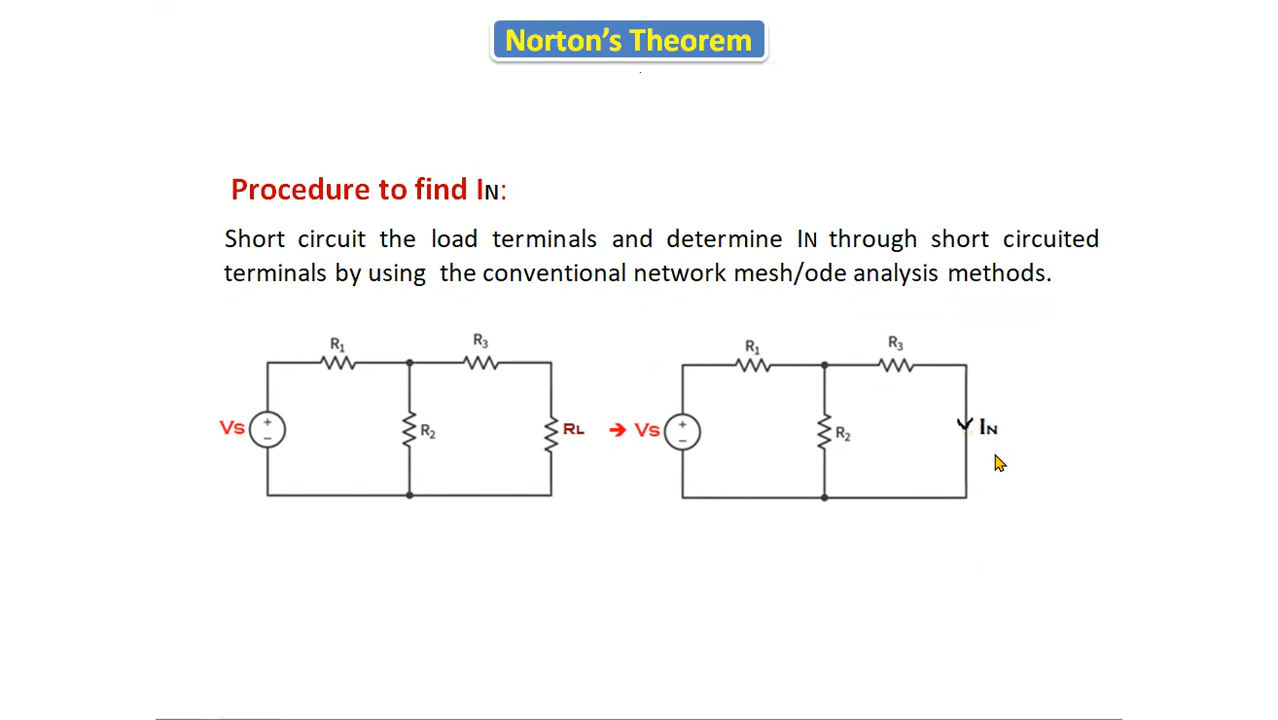 Norton's Theorem
Procedure to find IN:
Short circuit the load terminals and determine IN through short circuited
terminals by using the conventional network mesh/ode analysis methods.
R1 R3 R1 R3
Vs R2 RL Vs R2 IN